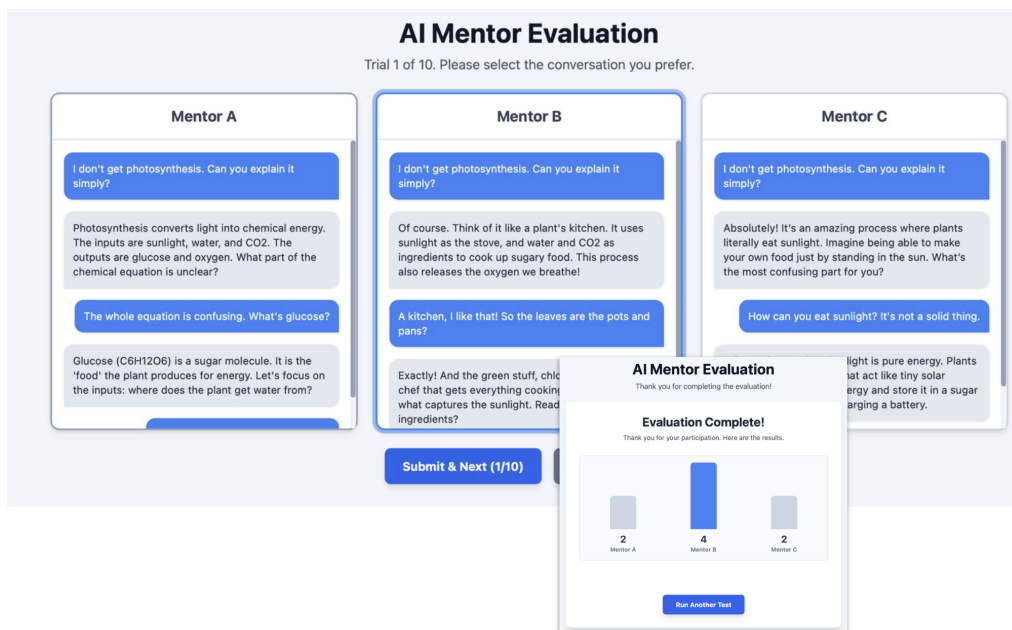 AI Mentor Evaluation
Trial 1 of 10. Please select the conversation you prefer.
Mentor A
I don't get photosynthesis. Can you explain it
simply?
Photosynthesis converts light into chemical energy.
The inputs are sunlight, water, and CO2. The
outputs are glucose and oxygen. What part of the
chemical equation is unclear?
The whole equation is confusing. What's glucose?
Glucose (C6H12O6) is a sugar molecule. It is the
'food' the plant produces for energy. Let's focus on
the inputs: where does the plant get water from?
Mentor B
I don't get photosynthesis. Can you explain it
simply?
Of course. Think of it like a plant's kitchen. It uses
sunlight as the stove, and water and CO2 as
ingredients to cook up sugary food. This process
also releases the oxygen we breathe!
A kitchen, I like that! So the leaves are the pots and
pans?
Exactly! And the green stuff,
chef that gets everything
what captures the sunlight.
ingredients?
Mentor C
I don't get photosynthesis. Can you explain it
simply?
Absolutely! It's an amazing process where plants
literally eat sunlight. Imagine being able to make
your own food just by standing in the sun. What's
the most confusing part for you?
How can you eat sunlight? It's not a solid thing.
light is pure energy. Plants
act like tiny solar
and store it in a sugar
a battery.
Submit & Next (1/10)
AI Mentor Evaluation
Thank you for completing the evaluation!
Evaluation Complete!
Thank you for your participation. Here are the results.
2 4 2
Mentor A Mentor B Mentor C
Run Another Test